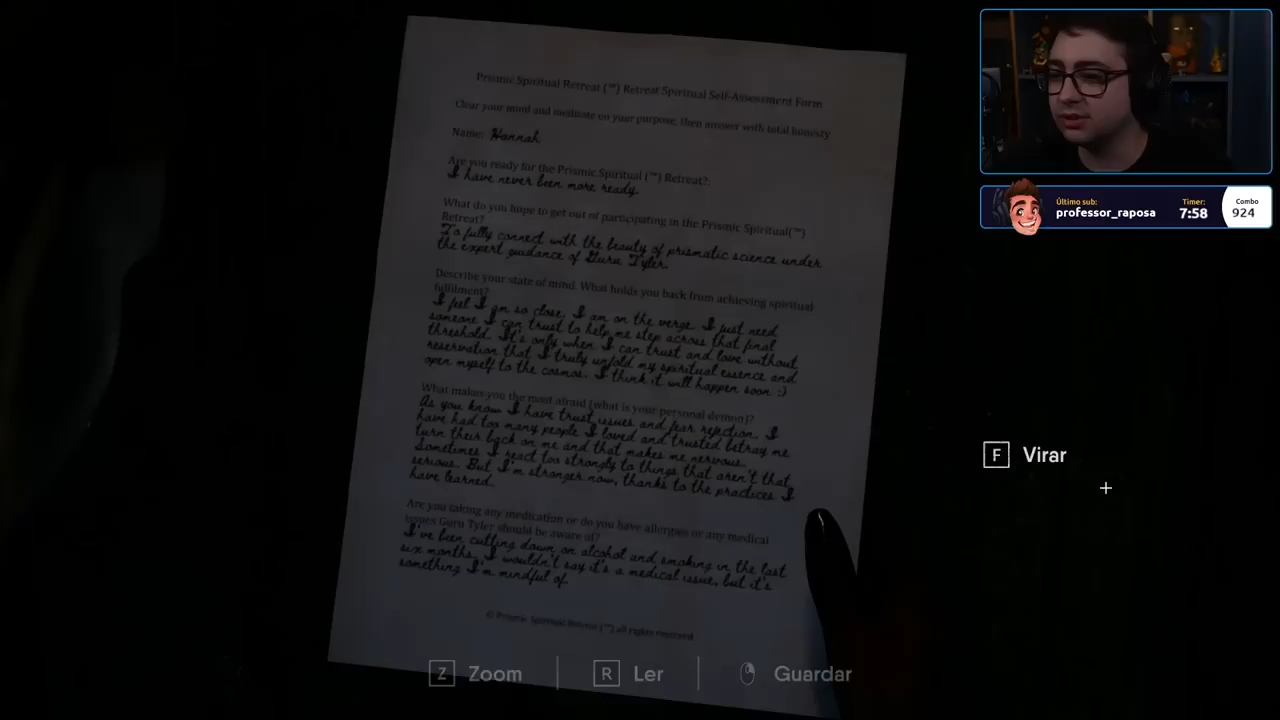 Prismic Spiritual Retreat (™) Retreat Spiritual Self-Assessment Form
Clear your mind and meditate on your purpose, then answer with total honesty
Name: Hannah
Are you ready for the Prismic Spiritual (™) Retreat?:
I have never been more ready.
What do you hope to get out of participating in the Prismic Spiritual(™)
Retreat?
To fully connect with the beauty of prismatic science under
the expert guidance of Guru Tyler.
Describe your state of mind. What holds you back from achieving spiritual
fulfilment?
I feel I am so close. I am on the verge. I just need
someone I can trust to help me step across that final
threshold. It's only when I can trust and love without
reservation that I truly unfold my spiritual essence and
open myself to the cosmos. I think it will happen soon :)
What makes you the most afraid (what is your personal demon)?
As you know I have trust issues and fear rejection. I
have had too many people I loved and trusted betray me
turn their back on me and that makes me nervous.
Sometimes I react too strongly to things that aren't that
serious. But I'm stronger now, thanks to the practices I
have learned.
Are you taking any medication or do you have allergies or any medical
issues Guru Tyler should be aware of?
I've been cutting down on alcohol and smoking in the last
six months. I wouldn't say it's a medical issue, but it's
something I'm mindful of.
© Prismic Spiritual Retreat (™) all rights reserved
Último sub:
professor_raposa
Timer:
7:58
Combo
924
F Virar
Z Zoom
R Ler
Guardar